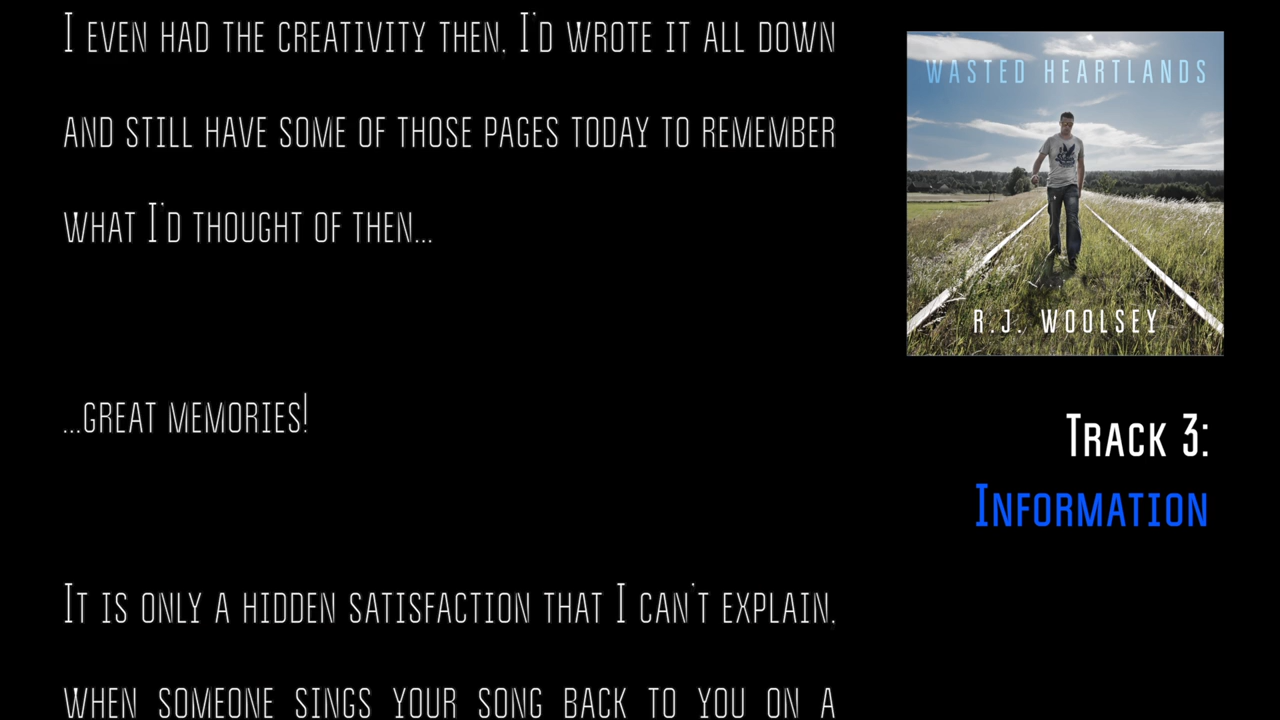 I even had the creativity then, I'd wrote it all down
and still have some of those pages today to remember
what I'd thought of then...
...great memories!
It is only a hidden satisfaction that I can't explain,
when someone sings your song back to you on a
WASTED HEARTLANDS
R.J. WOOLSEY
Track 3:
Information